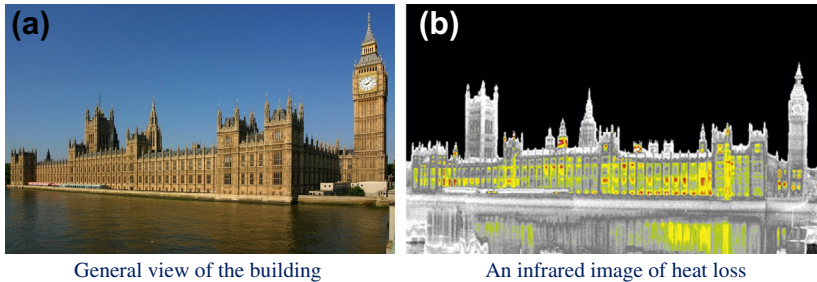 (a)
(b)
General view of the building
An infrared image of heat loss